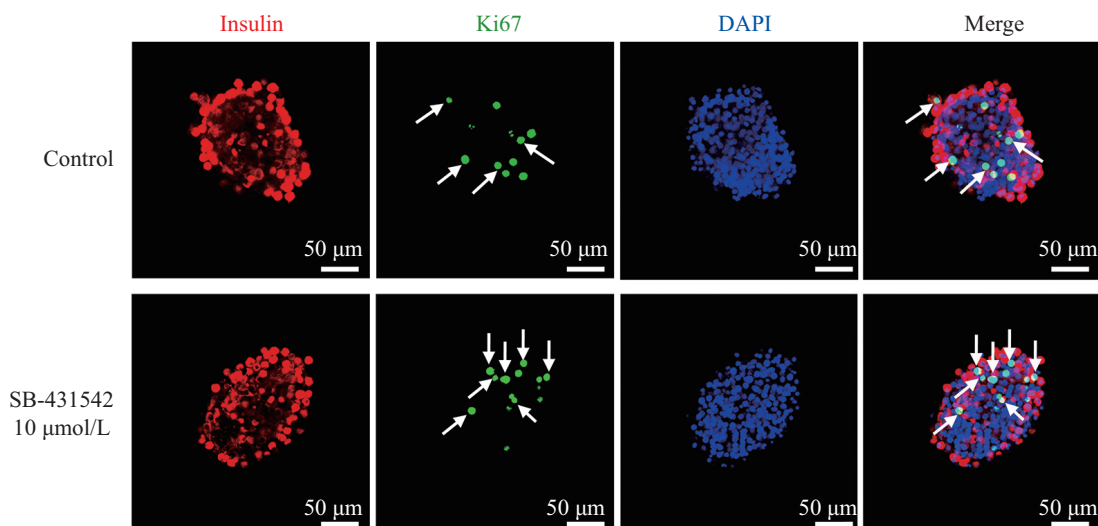 Insulin Ki67 DAPI Merge
Control
50 μm 50 μm 50 μm 50 μm
SB-431542
10 μmol/L
50 μm 50 μm 50 μm 50 μm